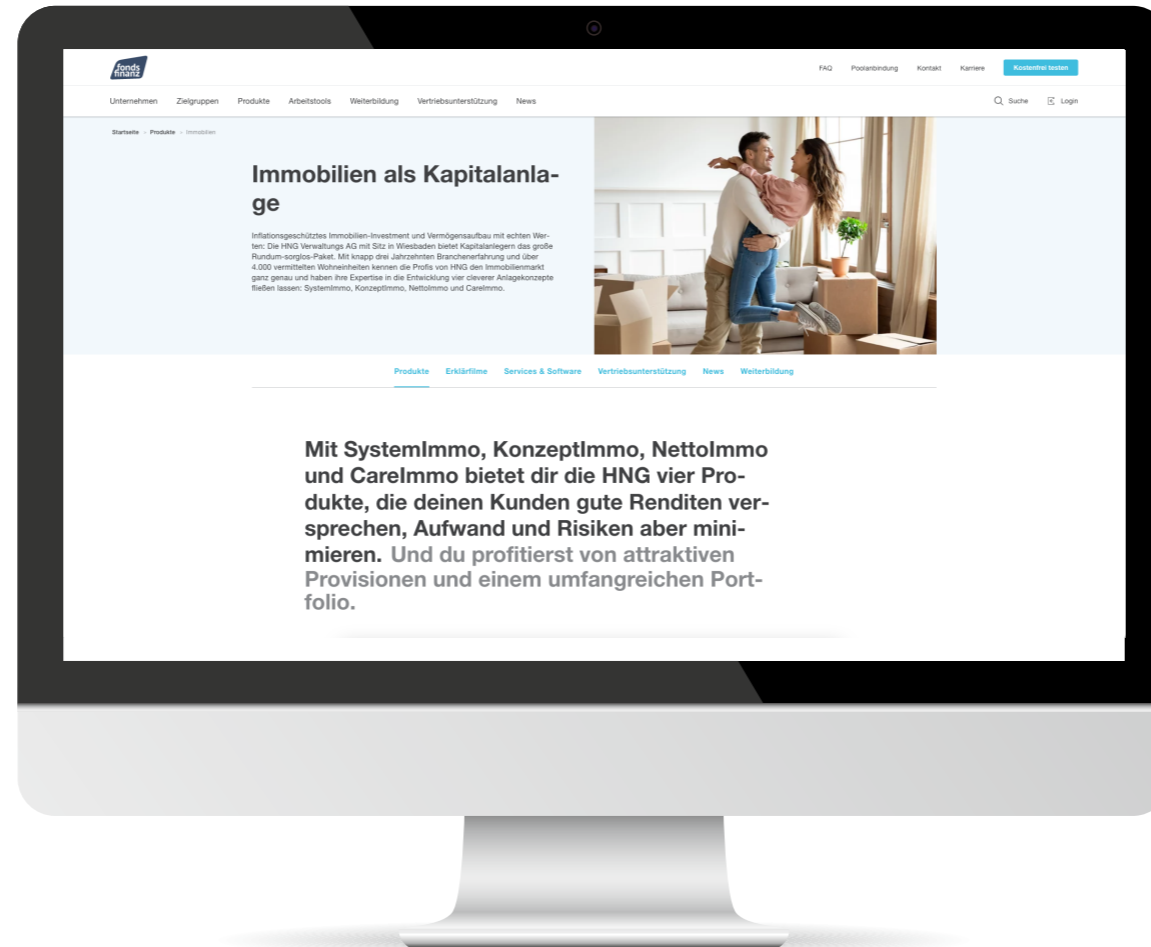 fonds
finanz
FAQ Poolanbindung Kontakt Karriere Kostenfrei testen
Unternehmen Zielgruppen Produkte Arbeitstools Weiterbildung Vertriebsunterstützung News Suche Login
Startseite – Produkte – Immobilien
Immobilien als Kapitalanla-
ge
Inflationsgeschütztes Immobilien-Investment und Vermögensaufbau mit echten Wer-
ten: Die HNG Verwaltungs AG mit Sitz in Wiesbaden bietet Kapitalanlegern das große
Rundum-sorglos-Paket. Mit knapp drei Jahrzehnten Branchenerfahrung und über
4.000 vermittelten Wohneinheiten kennen die Profis von HNG den Immobilienmarkt
ganz genau und haben ihre Expertise in die Entwicklung vier cleverer Anlagekonzepte
fließen lassen: SystemImmo, KonzeptImmo, NettoImmo und CareImmo.
Produkte Erklärfilme Services & Software Vertriebsunterstützung News Weiterbildung
Mit SystemImmo, KonzeptImmo, NettoImmo
und CareImmo bietet dir die HNG vier Pro-
dukte, die deinen Kunden gute Renditen ver-
sprechen, Aufwand und Risiken aber mini-
mieren. Und du profitierst von attraktiven
Provisionen und einem umfangreichen Port-
folio.